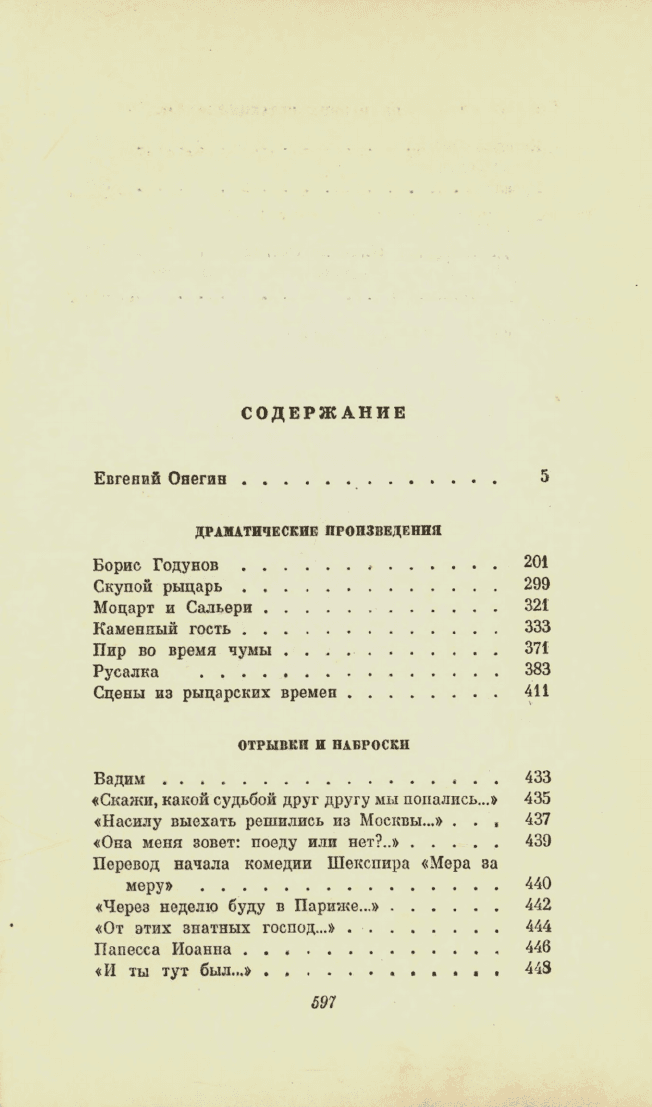 СОДЕРЖАНИЕ
Евгений Онегин . . . . . . . . . . . . . 5
ДРАМАТИЧЕСКИЕ ПРОИЗВЕДЕНИЯ
Борис Годунов . . . . . . . . . . . . . 201
Скупой рыцарь . . . . . . . . . . . . . 299
Моцарт и Сальери . . . . . . . . . . . . 321
Каменный гость . . . . . . . . . . . . . 333
Пир во время чумы . . . . . . . . . . . 371
Русалка . . . . . . . . . . . . . . . 383
Сцены из рыцарских времен . . . . . . . . 411
ОТРЫВКИ И НАБРОСКИ
Вадим . . . . . . . . . . . . . . . . . 433
«Скажи, какой судьбой друг другу мы попались...» 435
«Насилу выехать решились из Москвы...» . . . 437
«Она меня зовет: поеду или нет?..» . . . . . 439
Перевод начала комедии Шекспира «Мера за
меру» . . . . . . . . . . . . . . . 440
«Через неделю буду в Париже...» . . . . . . 442
«От этих знатных господ...» . . . . . . . . 444
Папесса Иоанна . . . . . . . . . . . . . 446
«И ты тут был...» . . . . . . . . . . . . 448
597